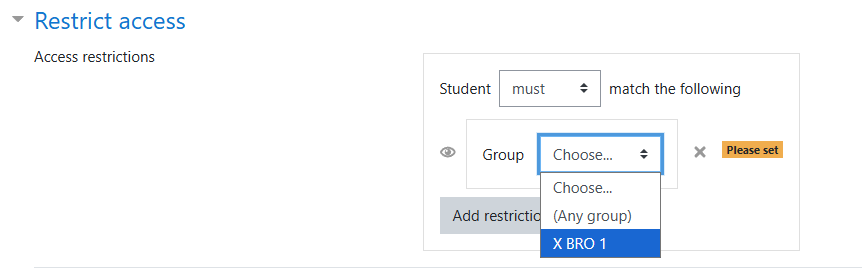 Restrict access
Access restrictions
Student must match the following
Group Choose... Please set
Choose...
(Any group)
X BRO 1
Add restrictio